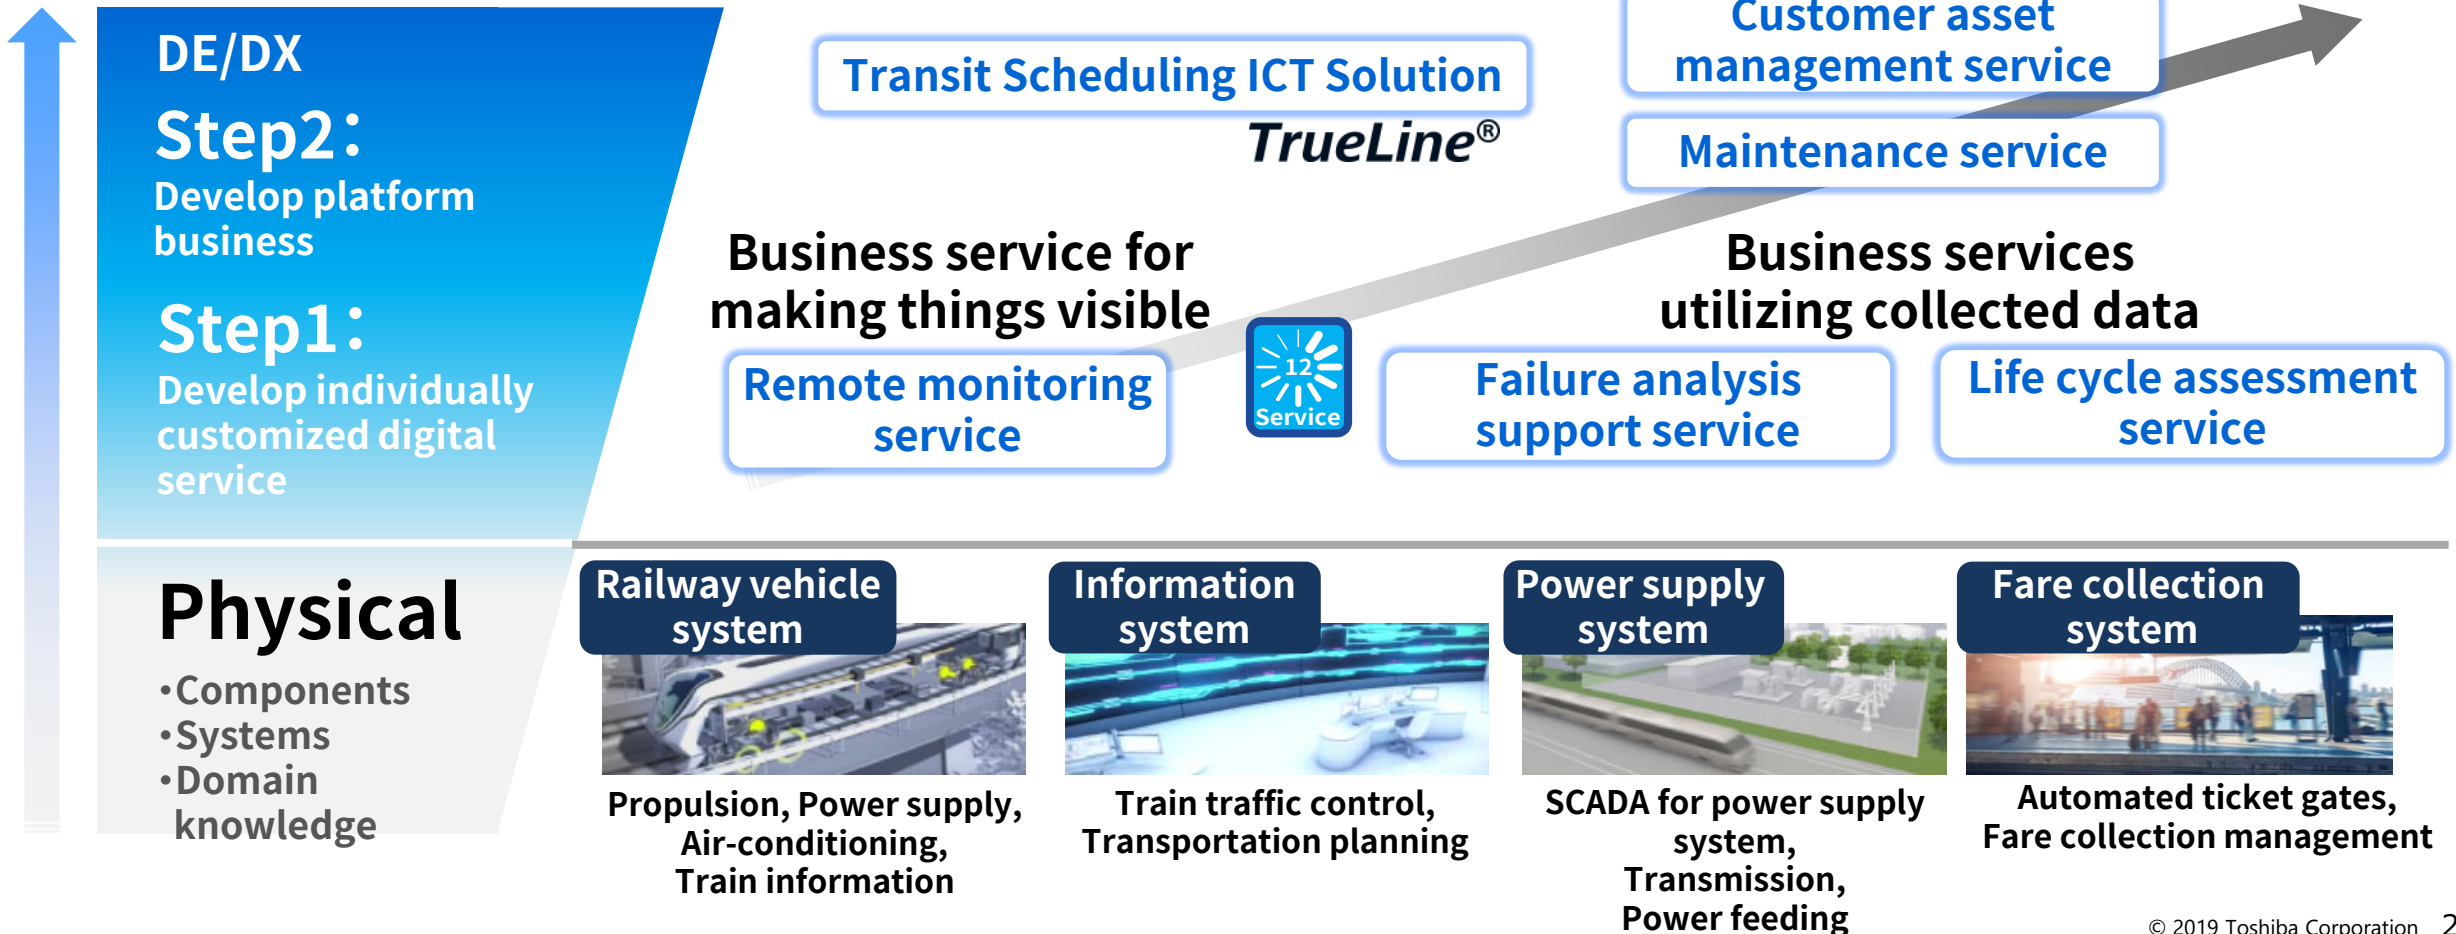 DE/DX
Step2：
Develop platform
business
Step1：
Develop individually
customized digital
service
Transit Scheduling ICT Solution
TrueLine®
Customer asset
management service
Maintenance service
Business service for
making things visible
Remote monitoring
service
12
Service
Business services
utilizing collected data
Failure analysis
support service
Life cycle assessment
service
Physical
・Components
・Systems
・Domain
knowledge
Railway vehicle
system
Propulsion, Power supply,
Air-conditioning,
Train information
Information
system
Train traffic control,
Transportation planning
Power supply
system
SCADA for power supply
system,
Transmission,
Power feeding
Fare collection
system
Automated ticket gates,
Fare collection management
© 2019 Toshiba Corporation 2